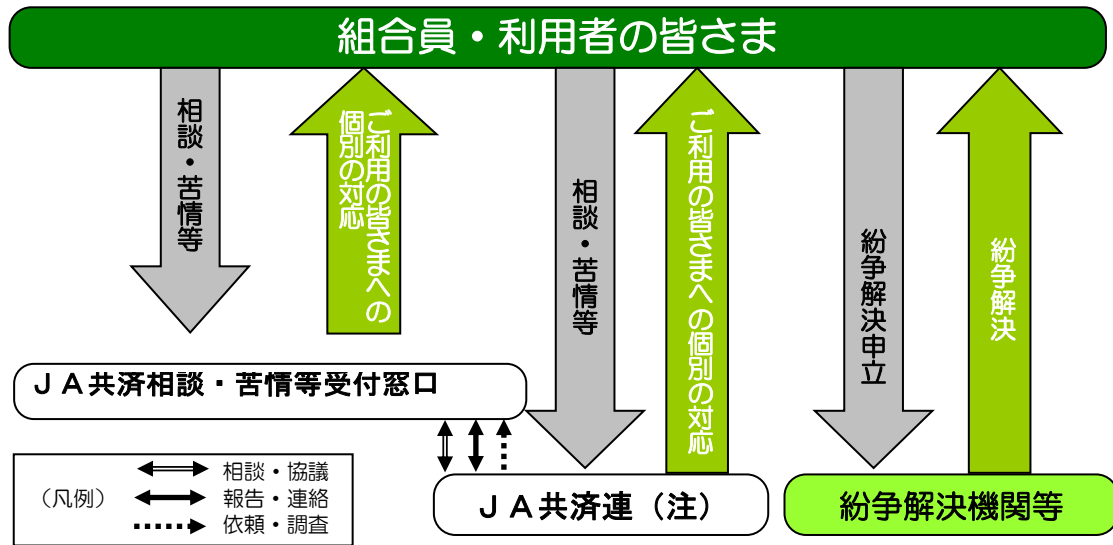 組合員・利用者の皆さま
相談・苦情等
ご利用の皆さまへの
個別の対応
相談・苦情等
ご利用の皆さまへの個別の対応
紛争解決申立
紛争解決
ＪＡ共済相談・苦情等受付窓口
（凡例）
相談・協議
報告・連絡
依頼・調査
ＪＡ共済連（注）
紛争解決機関等